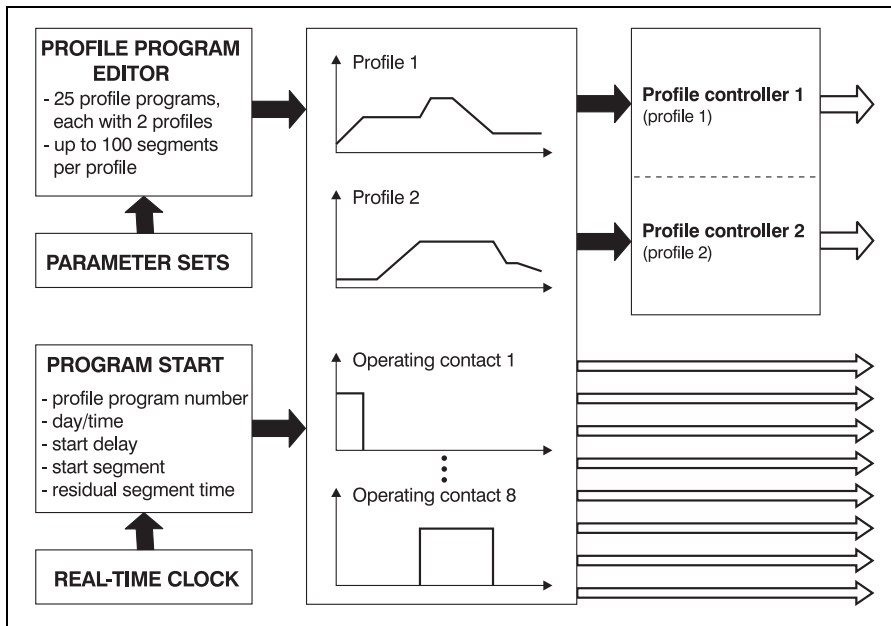 PROFILE PROGRAM
EDITOR
- 25 profile programs,
each with 2 profiles
- up to 100 segments
per profile
PARAMETER SETS
PROGRAM START
- profile program number
- day/time
- start delay
- start segment
- residual segment time
REAL-TIME CLOCK
Profile 1
Profile 2
Operating contact 1
Operating contact 8
Profile controller 1
(profile 1)
Profile controller 2
(profile 2)